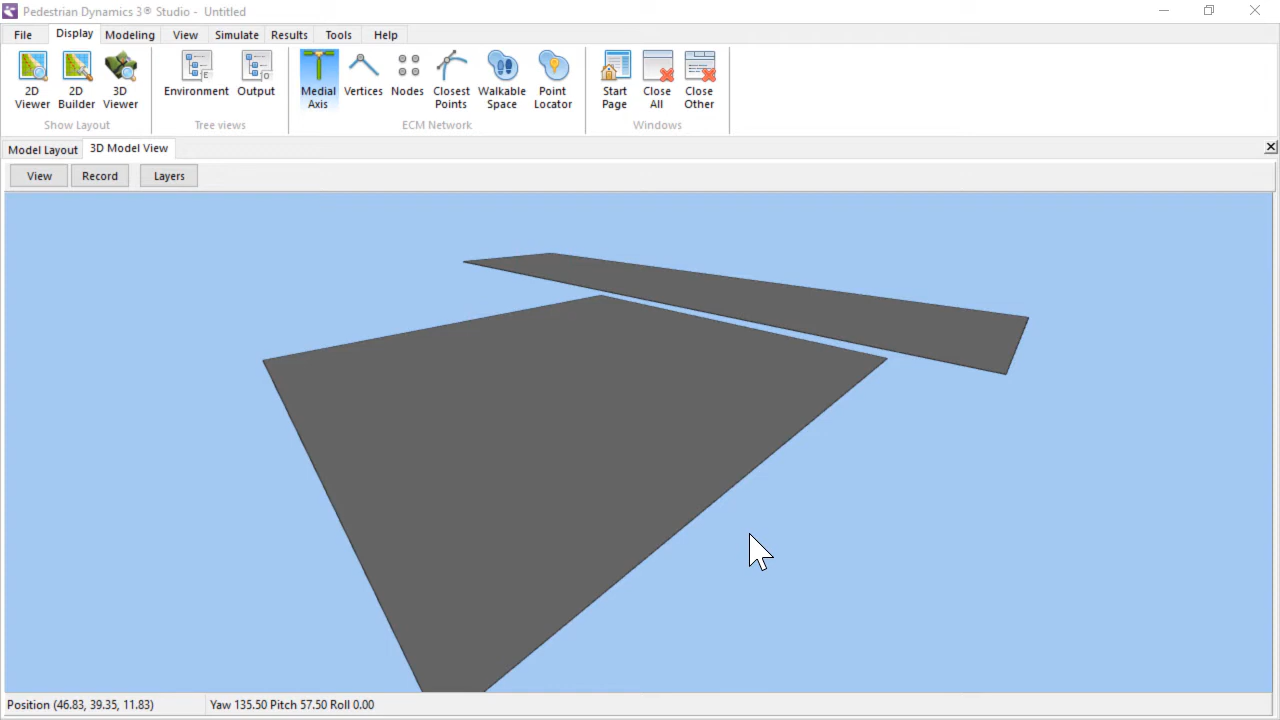 Pedestrian Dynamics 3® Studio - Untitled
File Display Modeling View Simulate Results Tools Help
2D Viewer
2D Builder
3D Viewer
Show Layout
Environment
Output
Tree views
Medial Axis
Vertices
Nodes
Closest Points
Walkable Space
Point Locator
ECM Network
Start Page
Close All
Close Other
Windows
Model Layout 3D Model View
View Record Layers
Position (46.83, 39.35, 11.83) Yaw 135.50 Pitch 57.50 Roll 0.00